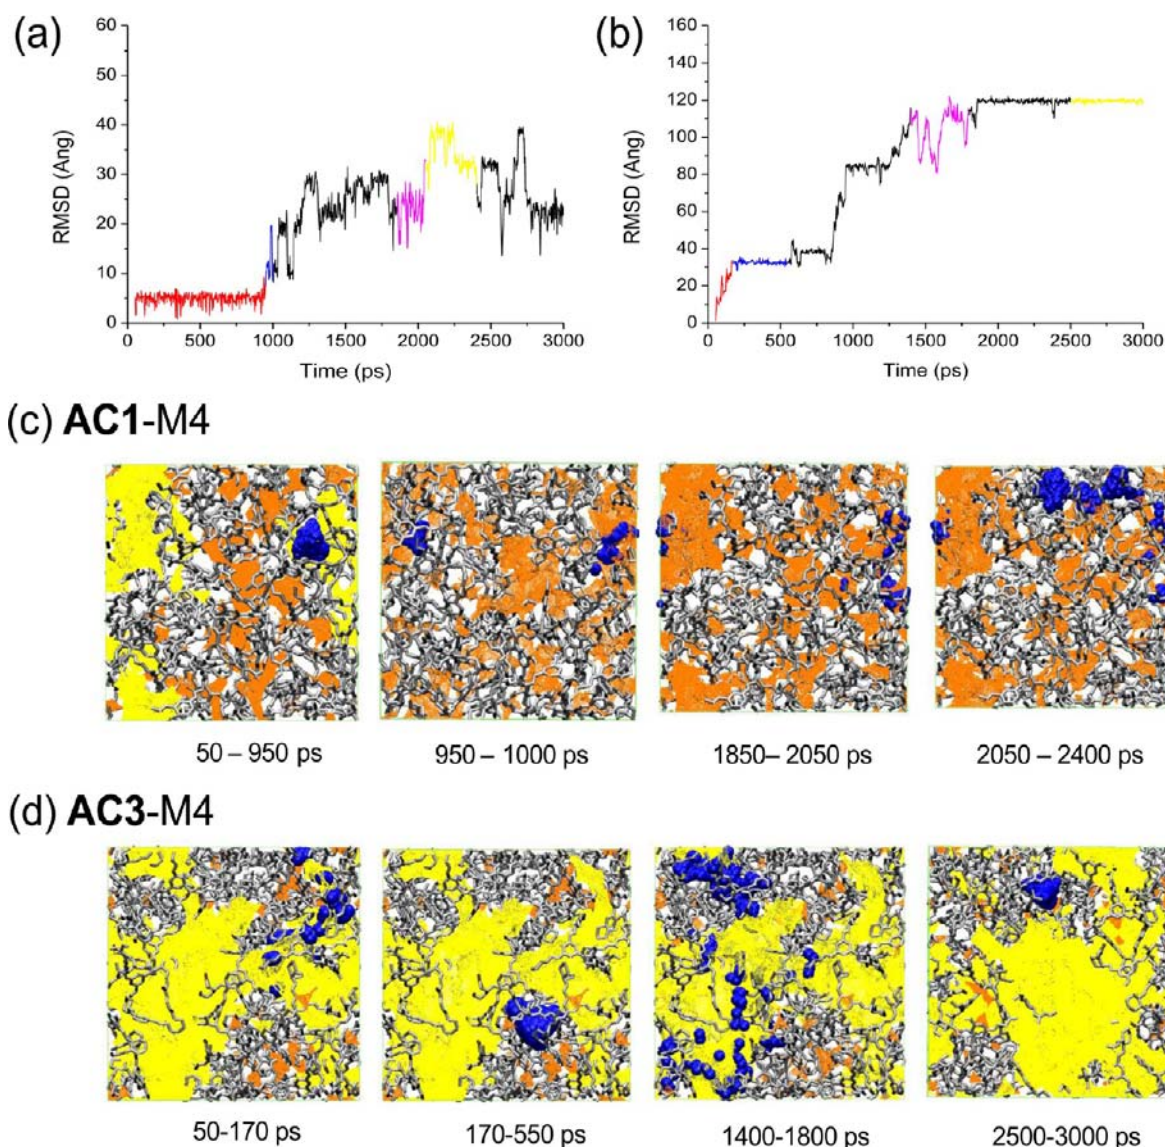 (a)
60
50
40
30
20
10
0
RMSD (Ang)
0 500 1000 1500 2000 2500 3000
Time (ps)
(b)
160
140
120
100
80
60
40
20
0
RMSD (Ang)
0 500 1000 1500 2000 2500 3000
Time (ps)
(c) AC1-M4
50 – 950 ps 950 – 1000 ps 1850– 2050 ps 2050 – 2400 ps
(d) AC3-M4
50-170 ps 170-550 ps 1400-1800 ps 2500-3000 ps